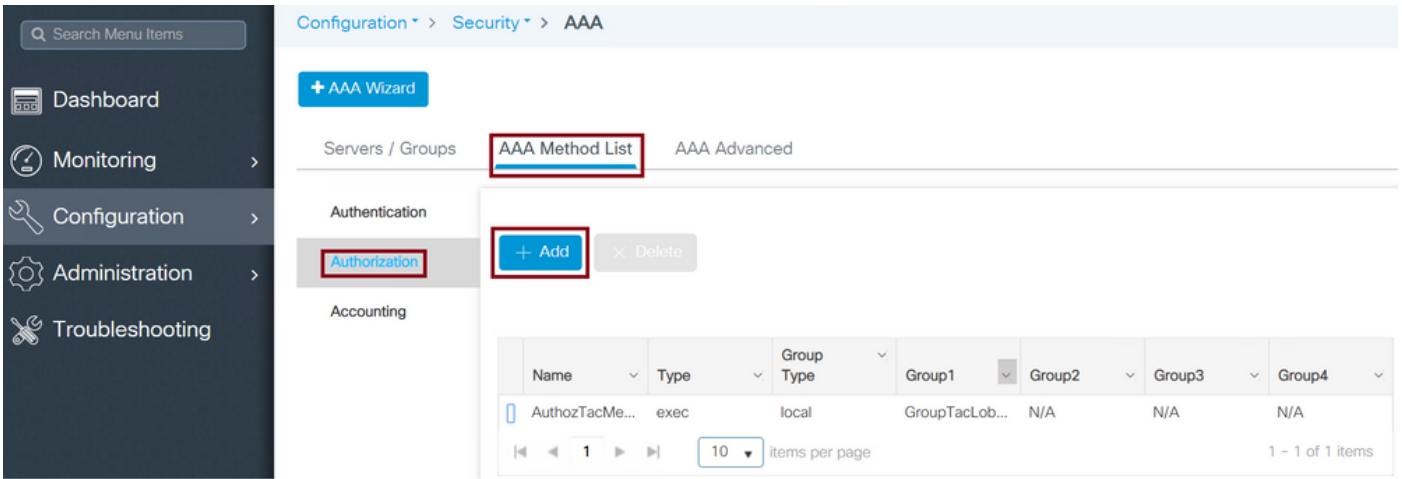 Search Menu Items
Dashboard
Monitoring
Configuration
Administration
Troubleshooting
Configuration > Security > AAA
+ AAA Wizard
Servers / Groups AAA Method List AAA Advanced
Authentication
Authorization
Accounting
+ Add × Delete
Name Type Group Type Group1 Group2 Group3 Group4
AuthozTacMe... exec local GroupTacLob... N/A N/A N/A
1 10 items per page 1 - 1 of 1 items